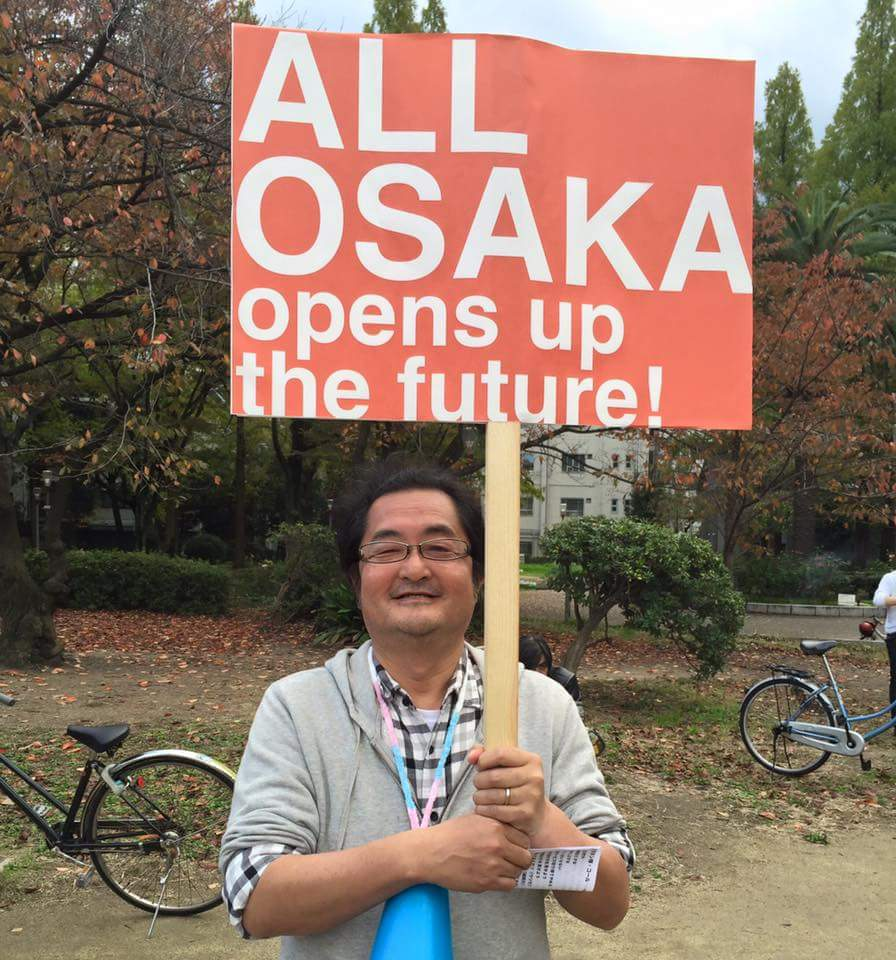 ALL
OSAKA
opens up
the future!